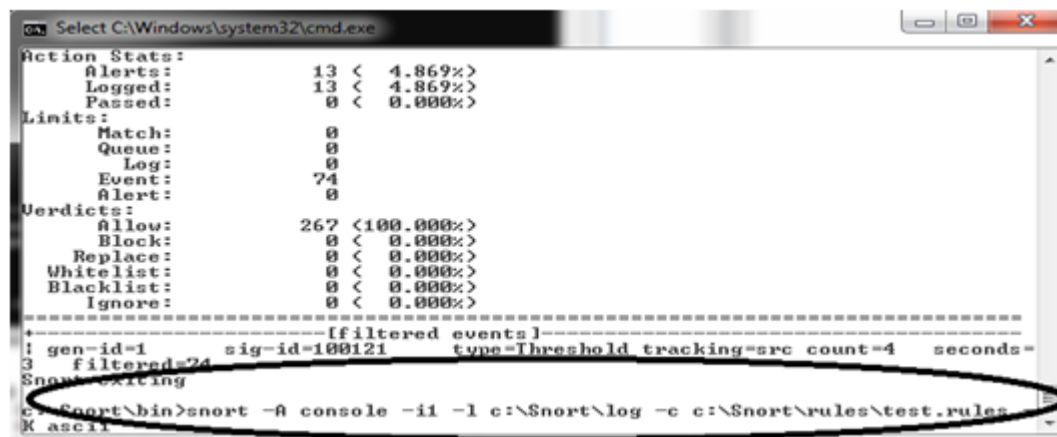 Select C:\Windows\system32\cmd.exe
Action Stats:
Alerts: 13 ( 4.869%)
Logged: 13 ( 4.869%)
Passed: 0 ( 0.000%)
Limits:
Match: 0
Queue: 0
Log: 0
Event: 74
Alert: 0
Verdicts:
Allow: 267 (100.000%)
Block: 0 ( 0.000%)
Replace: 0 ( 0.000%)
Whitelist: 0 ( 0.000%)
Blacklist: 0 ( 0.000%)
Ignore: 0 ( 0.000%)
===============================================================================
+-----------------------[filtered events]--------------------------------------
| gen-id=1 sig-id=100121 type=Threshold tracking=src count=4 seconds=
3 filtered=74
Snort exiting
c:\Snort\bin>snort -A console -i1 -l c:\Snort\log -c c:\Snort\rules\test.rules
K ascii